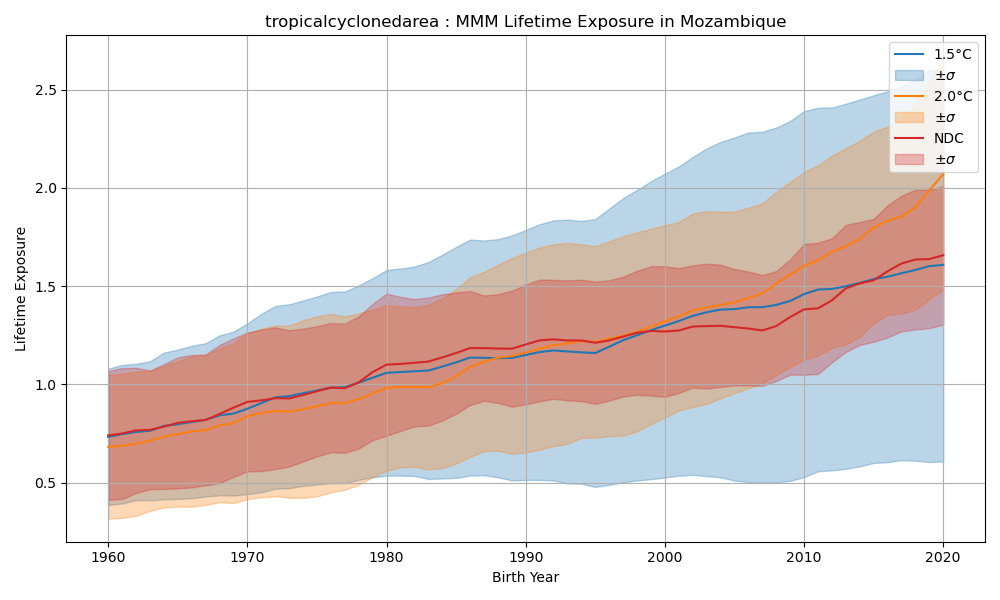 tropicalcyclonedarea : MMM Lifetime Exposure in Mozambique
Lifetime Exposure
2.5
2.0
1.5
1.0
0.5
1960
1970
1980
1990
2000
2010
2020
Birth Year
1.5°C
±σ
2.0°C
±σ
NDC
±σ